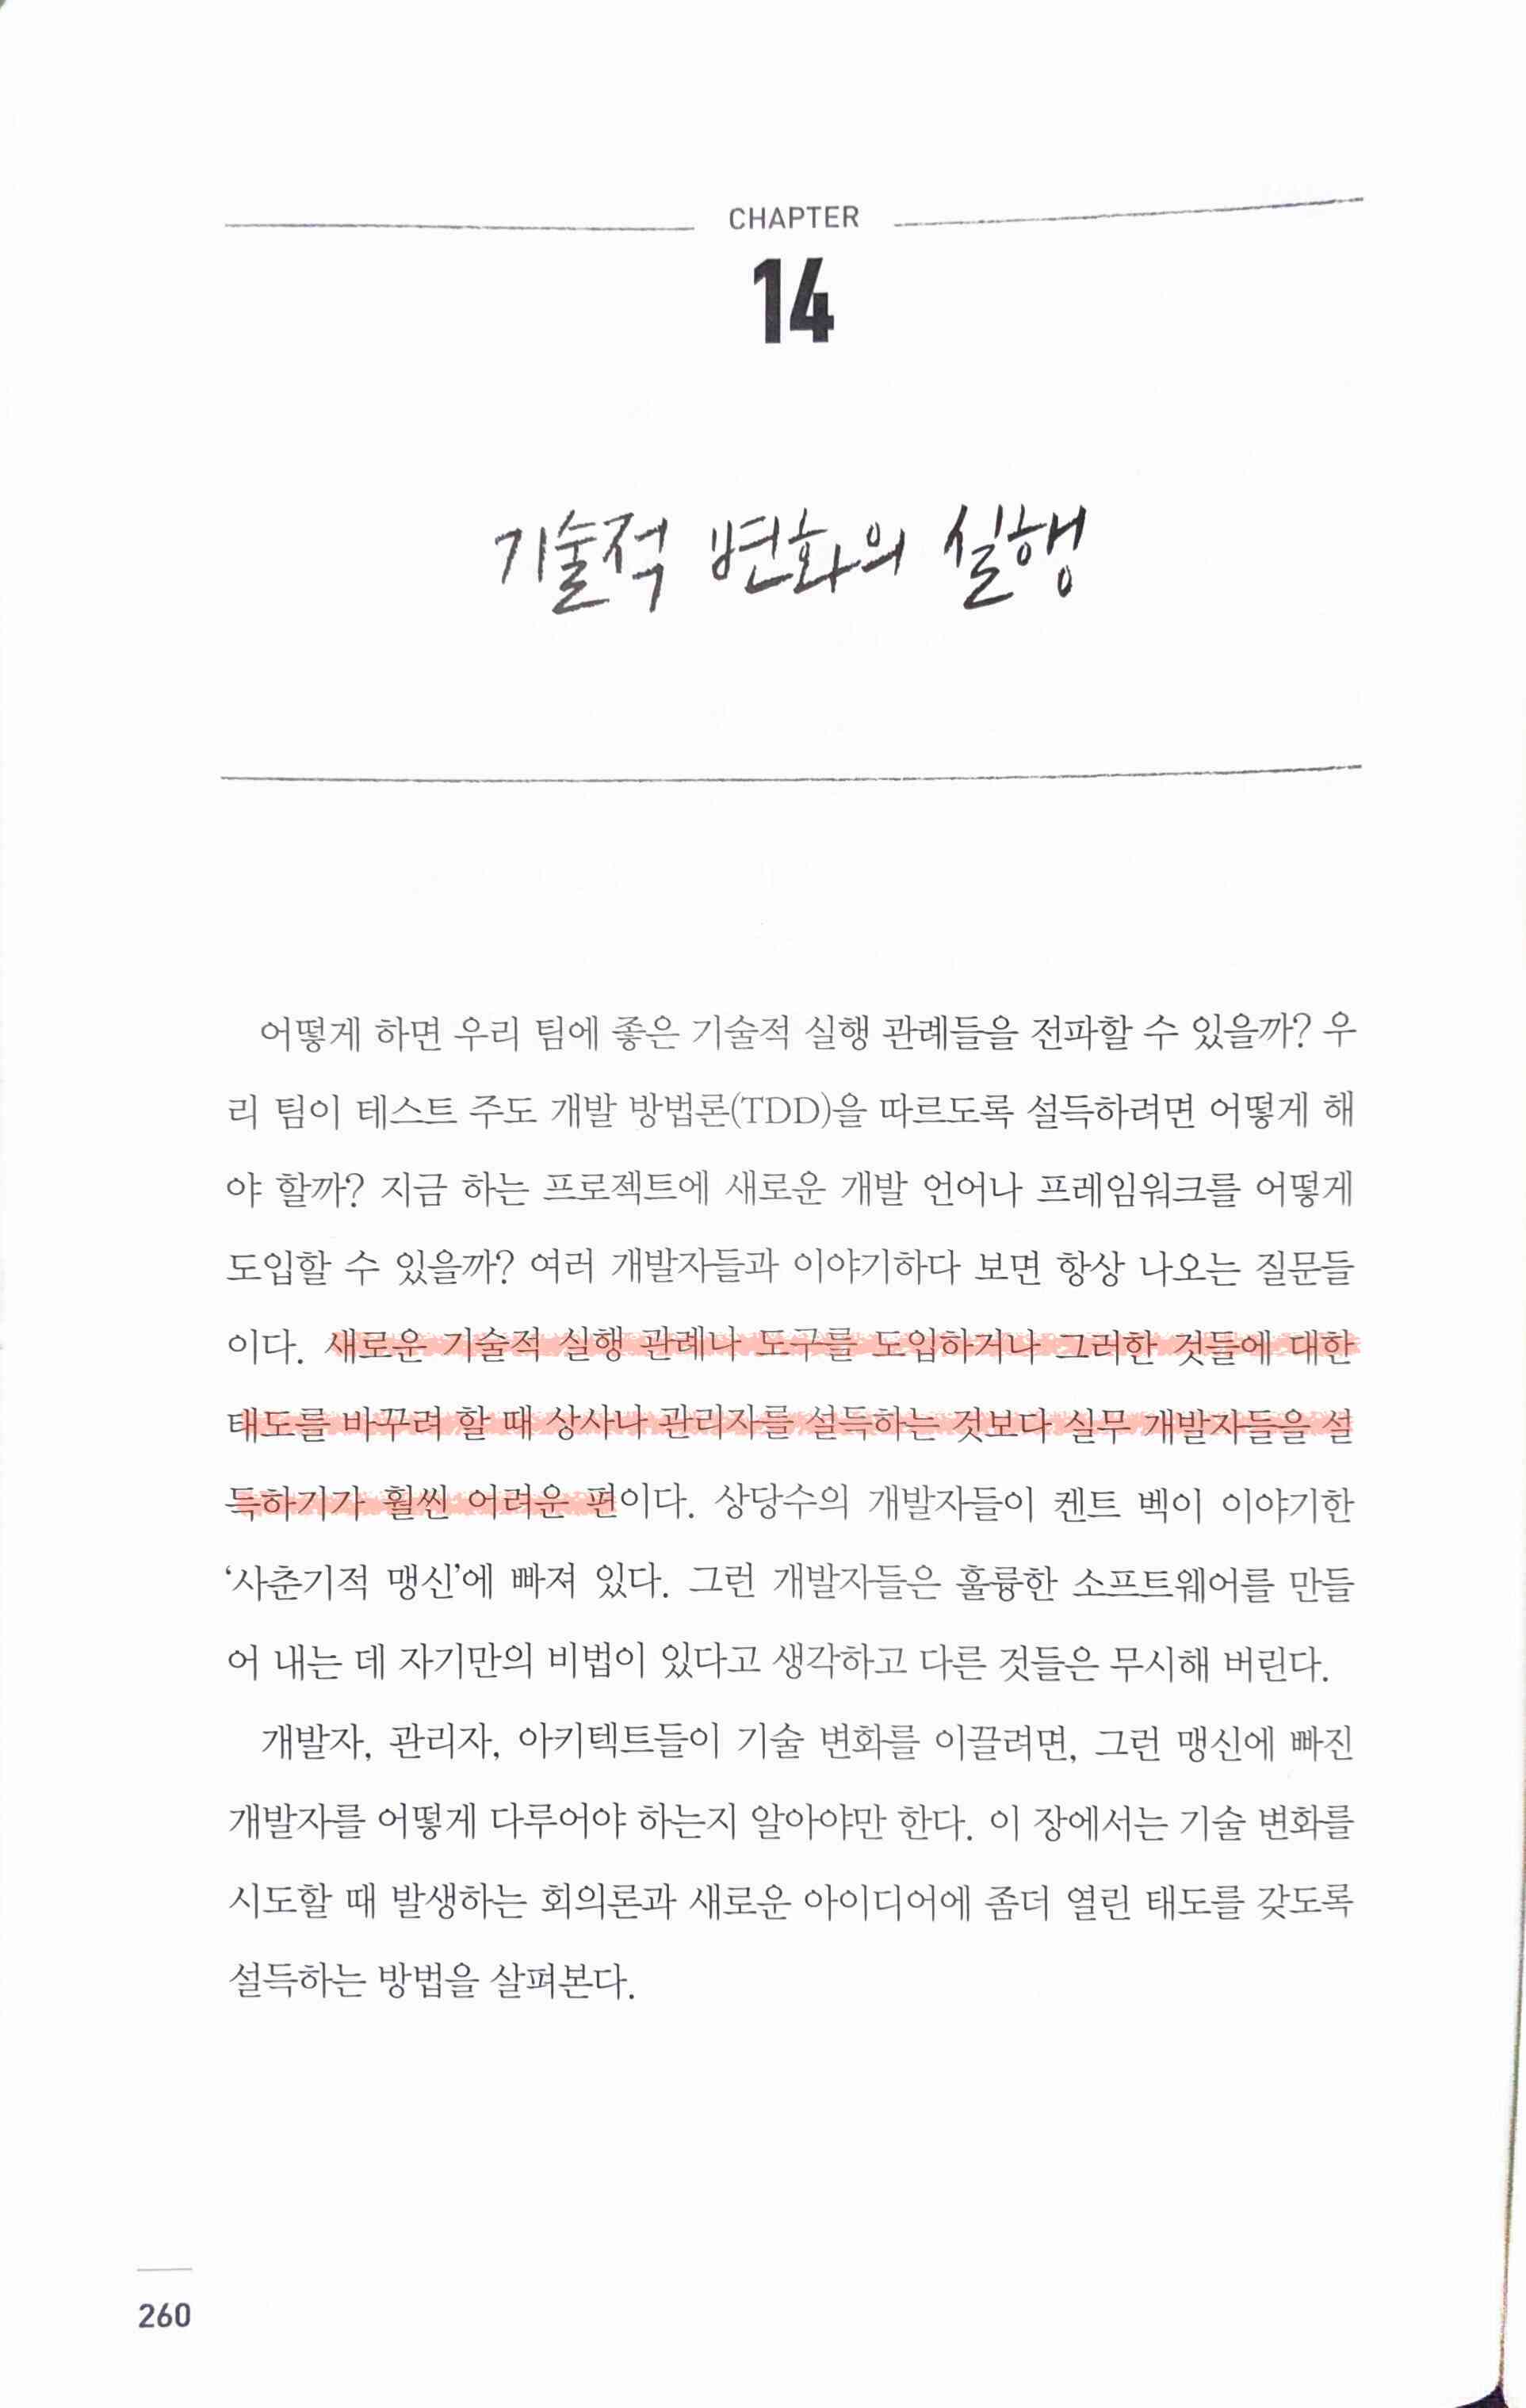 CHAPTER
14
기술적 변화의 실행
어떻게 하면 우리 팀에 좋은 기술적 실행 관례들을 전파할 수 있을까? 우
리 팀이 테스트 주도 개발 방법론(TDD)을 따르도록 설득하려면 어떻게 해
야 할까? 지금 하는 프로젝트에 새로운 개발 언어나 프레임워크를 어떻게
도입할 수 있을까? 여러 개발자들과 이야기하다 보면 항상 나오는 질문들
이다. 새로운 기술적 실행 관례나 도구를 도입하거나 그러한 것들에 대한
태도를 바꾸려 할 때 상사나 관리자를 설득하는 것보다 실무 개발자들을 설
득하기가 훨씬 어려운 편이다. 상당수의 개발자들이 켄트 벡이 이야기한
‘사춘기적 맹신’에 빠져 있다. 그런 개발자들은 훌륭한 소프트웨어를 만들
어 내는 데 자기만의 비법이 있다고 생각하고 다른 것들은 무시해 버린다.
개발자, 관리자, 아키텍트들이 기술 변화를 이끌려면, 그런 맹신에 빠진
개발자를 어떻게 다루어야 하는지 알아야만 한다. 이 장에서는 기술 변화를
시도할 때 발생하는 회의론과 새로운 아이디어에 좀더 열린 태도를 갖도록
설득하는 방법을 살펴본다.
260